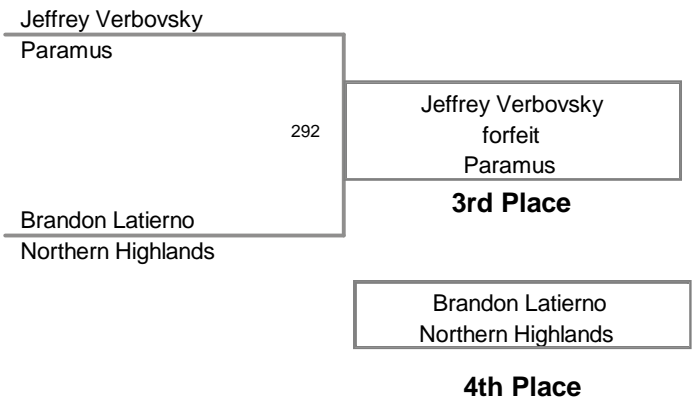 Jeffrey Verbovsky
Paramus
292
Jeffrey Verbovsky
forfeit
Paramus
3rd Place
Brandon Latierno
Northern Highlands
Brandon Latierno
Northern Highlands
4th Place